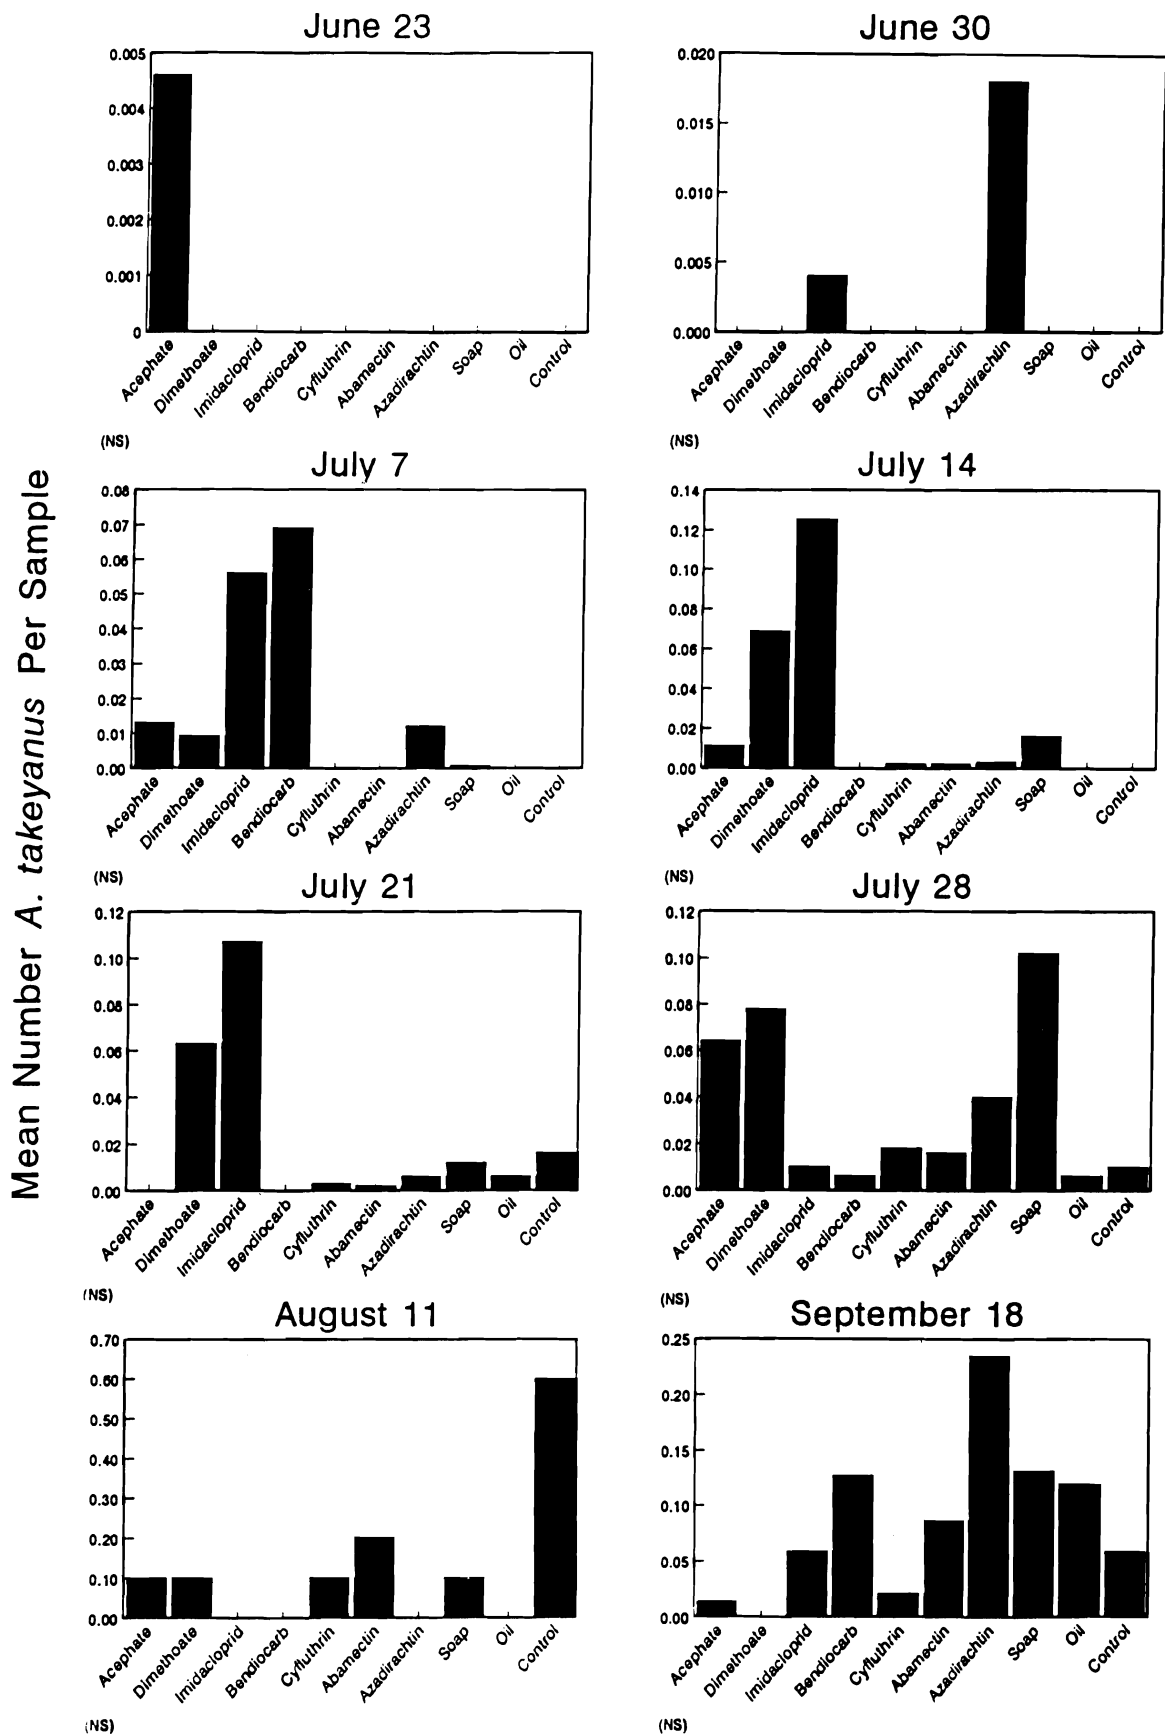 June 23
0.005
0.004
0.003
0.002
0.001
0
Acephate
Dimethoate
Imidacloprid
Bendiocarb
Cyfluthrin
Abamectin
Azadirachtin
Soap
Oil
Control
(NS)
June 30
0.020
0.015
0.010
0.005
0.000
Acephate
Dimethoate
Imidacloprid
Bendiocarb
Cyfluthrin
Abamectin
Azadirachtin
Soap
Oil
Control
(NS)
Mean Number A. takeyanus Per Sample
July 7
0.08
0.07
0.06
0.05
0.04
0.03
0.02
0.01
0.00
Acephate
Dimethoate
Imidacloprid
Bendiocarb
Cyfluthrin
Abamectin
Azadirachtin
Soap
Oil
Control
(NS)
July 14
0.14
0.12
0.10
0.08
0.06
0.04
0.02
0.00
Acephate
Dimethoate
Imidacloprid
Bendiocarb
Cyfluthrin
Abamectin
Azadirachtin
Soap
Oil
Control
(NS)
July 21
0.12
0.10
0.08
0.06
0.04
0.02
0.00
Acephate
Dimethoate
Imidacloprid
Bendiocarb
Cyfluthrin
Abamectin
Azadirachtin
Soap
Oil
Control
(NS)
July 28
0.12
0.10
0.08
0.06
0.04
0.02
0.00
Acephate
Dimethoate
Imidacloprid
Bendiocarb
Cyfluthrin
Abamectin
Azadirachtin
Soap
Oil
Control
(NS)
August 11
0.70
0.60
0.50
0.40
0.30
0.20
0.10
0.00
Acephate
Dimethoate
Imidacloprid
Bendiocarb
Cyfluthrin
Abamectin
Azadirachtin
Soap
Oil
Control
(NS)
September 18
0.25
0.20
0.15
0.10
0.05
0.00
Acephate
Dimethoate
Imidacloprid
Bendiocarb
Cyfluthrin
Abamectin
Azadirachtin
Soap
Oil
Control
(NS)